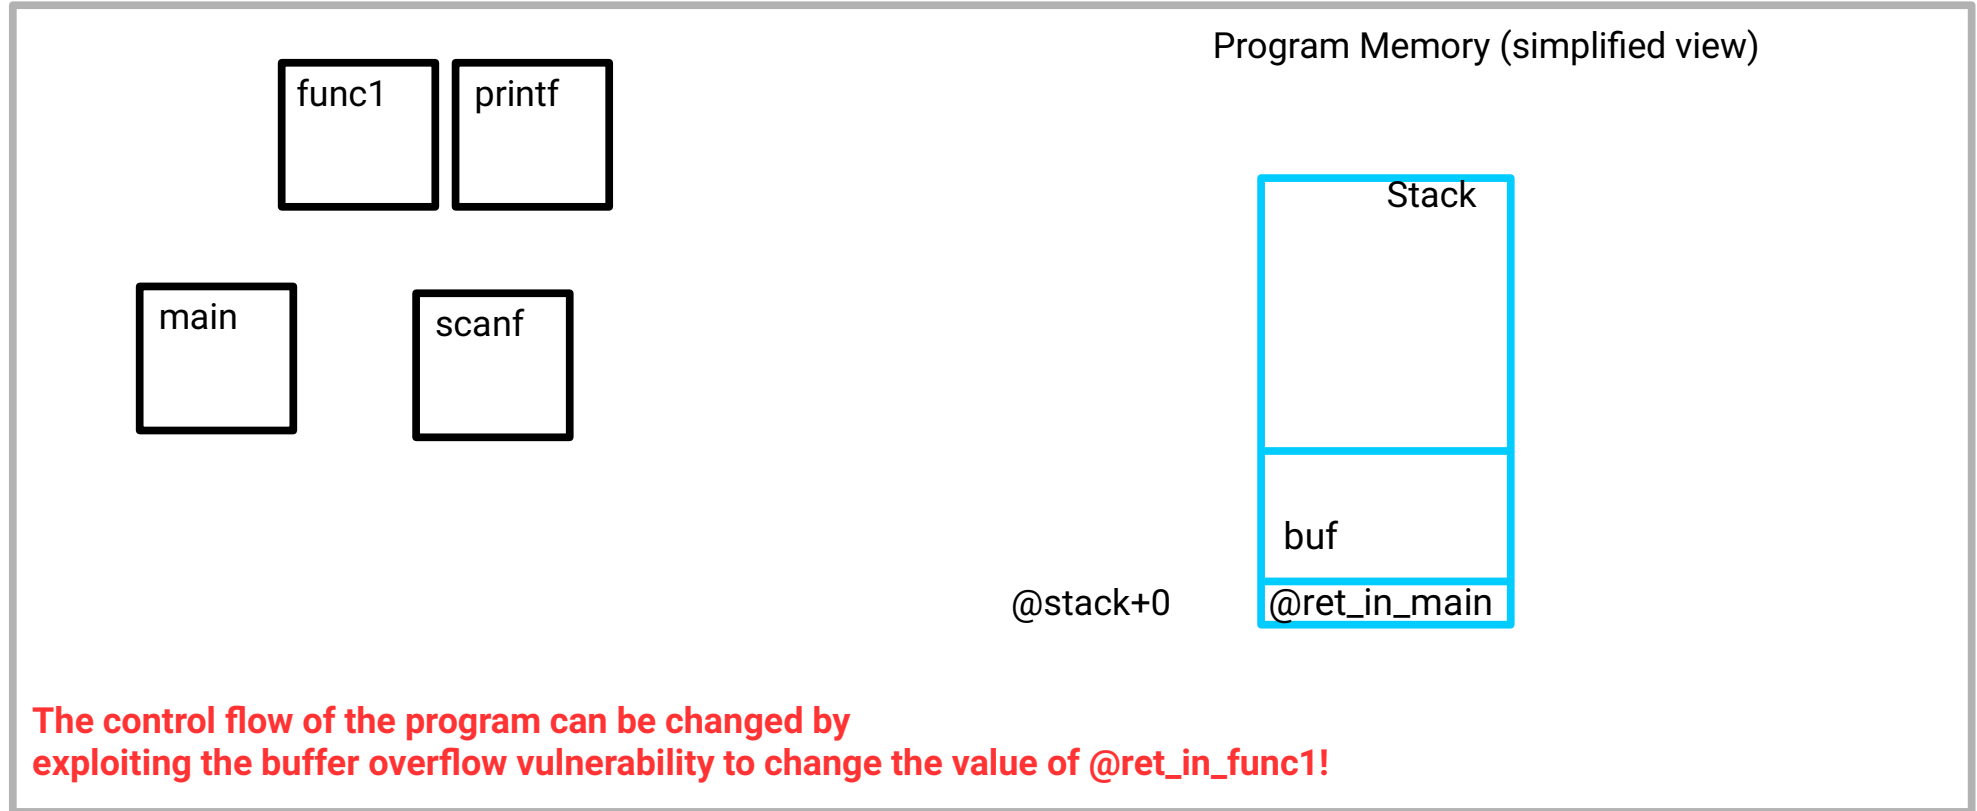 Program Memory (simplified view)
func1
printf
Stack
main
scanf
buf
@stack+0
@ret_in_main
The control flow of the program can be changed by
exploiting the buffer overflow vulnerability to change the value of @ret_in_func1!